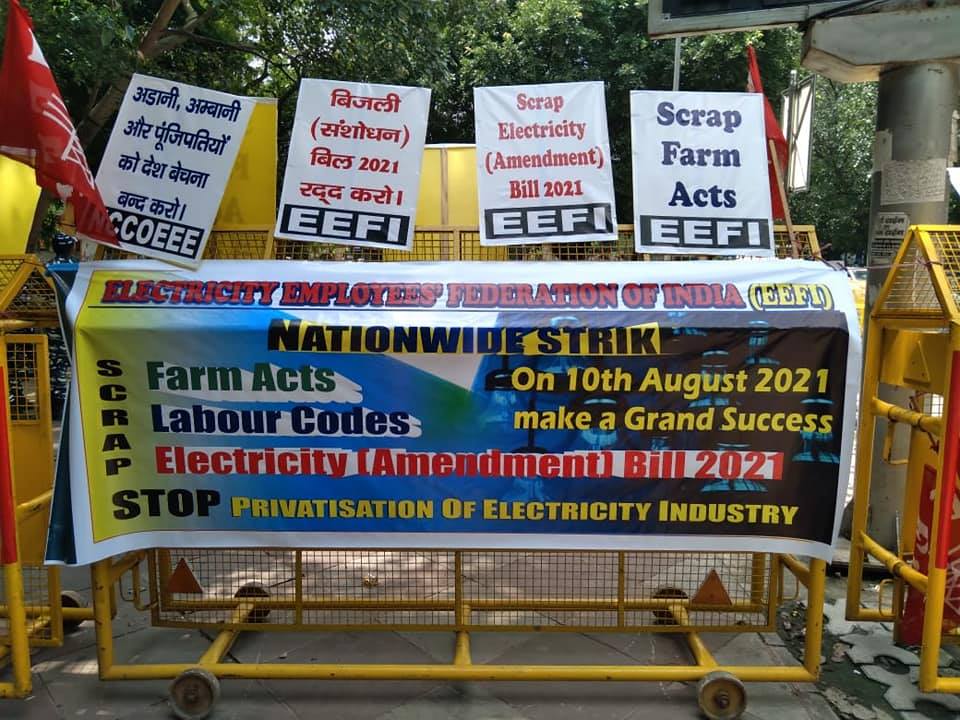 अडानी, अम्बानी
और पूंजिपतियों
को देश बेचना
बन्द करो।
NCCOEEE
बिजली
(संशोधन)
बिल 2021
रद्द करो।
EEFI
Scrap
Electricity
(Amendment)
Bill 2021
EEFI
Scrap
Farm
Acts
EEFI
ELECTRICITY EMPLOYEES' FEDERATION OF INDIA (EEFI)
NATIONWIDE STRIKE
SCRAP
Farm Acts
Labour Codes
Electricity (Amendment) Bill 2021
On 10th August 2021
make a Grand Success
STOP PRIVATISATION OF ELECTRICITY INDUSTRY